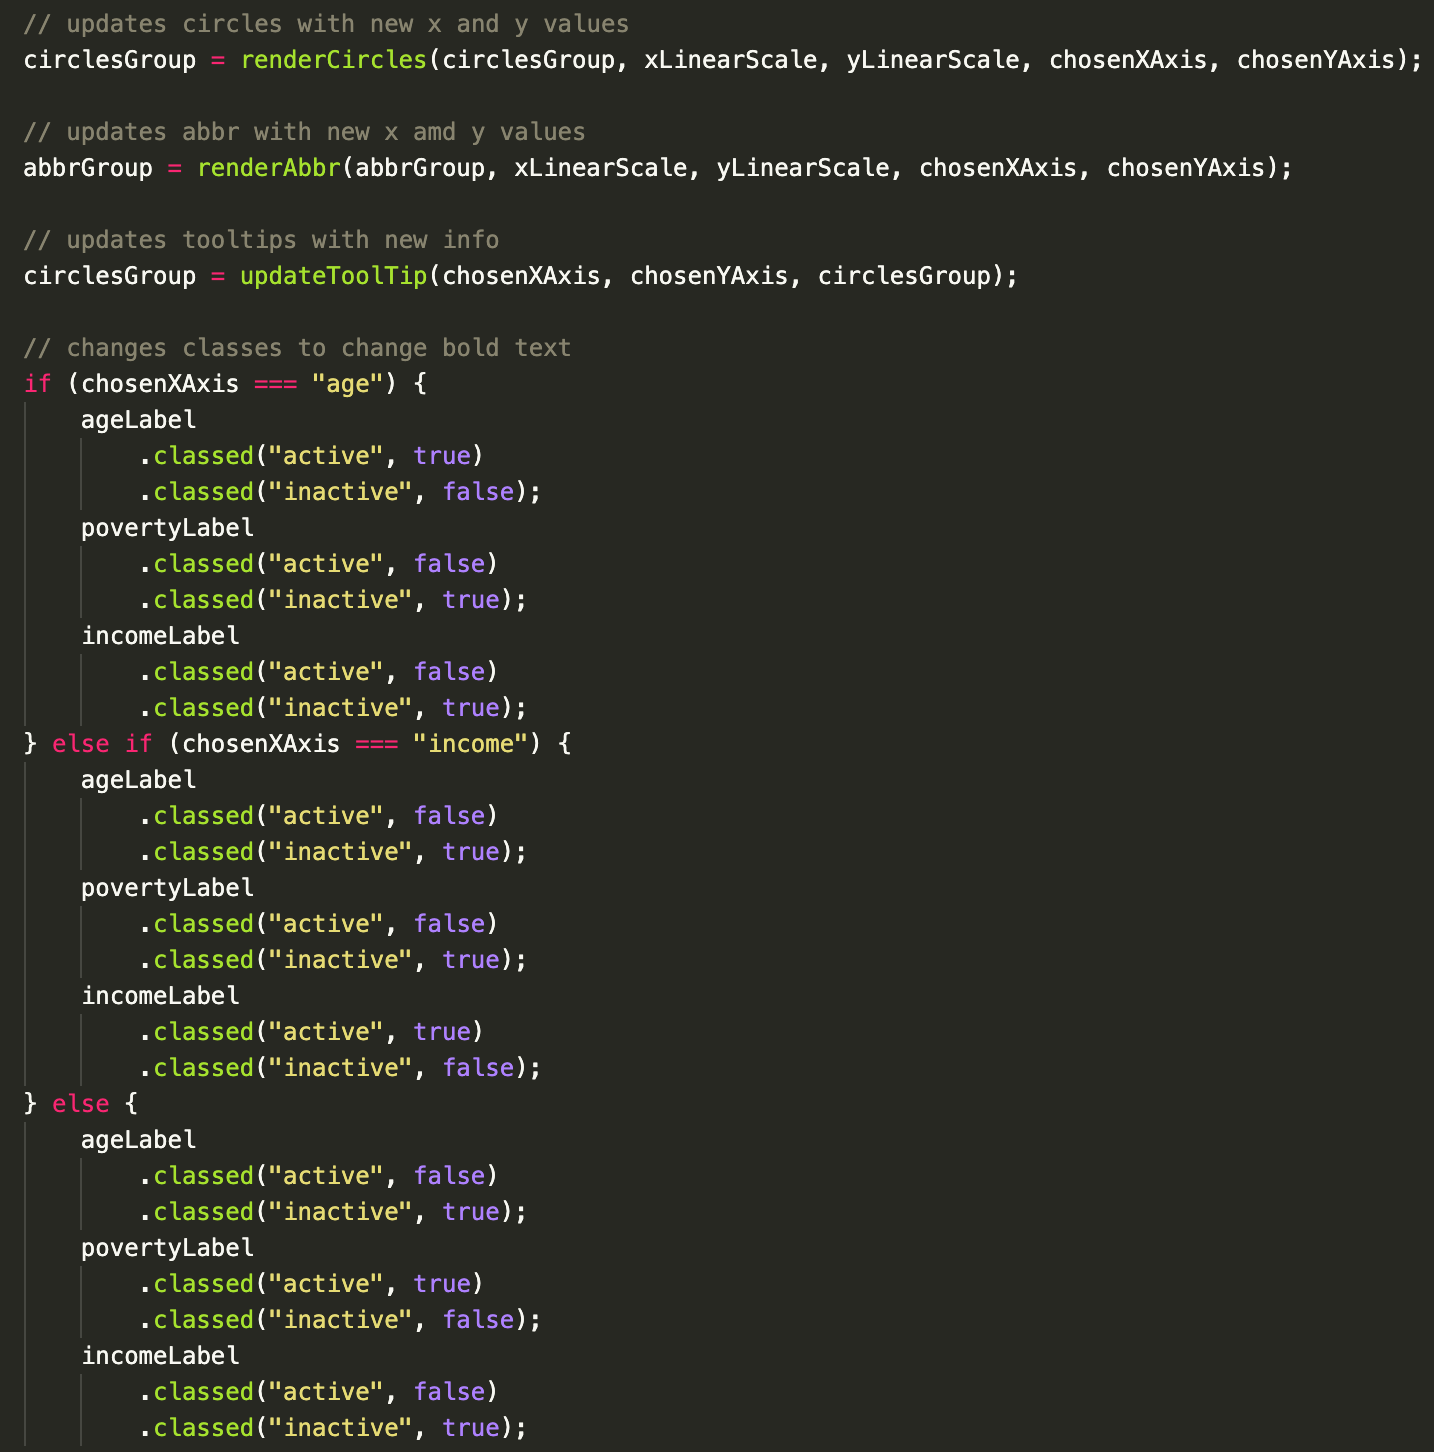 // updates circles with new x and y values
circlesGroup = renderCircles(circlesGroup, xLinearScale, yLinearScale, chosenXAxis, chosenYAxis);

// updates abbr with new x amd y values
abbrGroup = renderAbbr(abbrGroup, xLinearScale, yLinearScale, chosenXAxis, chosenYAxis);

// updates tooltips with new info
circlesGroup = updateToolTip(chosenXAxis, chosenYAxis, circlesGroup);

// changes classes to change bold text
if (chosenXAxis === "age") {
    ageLabel
        .classed("active", true)
        .classed("inactive", false);
    povertyLabel
        .classed("active", false)
        .classed("inactive", true);
    incomeLabel
        .classed("active", false)
        .classed("inactive", true);
} else if (chosenXAxis === "income") {
    ageLabel
        .classed("active", false)
        .classed("inactive", true);
    povertyLabel
        .classed("active", false)
        .classed("inactive", true);
    incomeLabel
        .classed("active", true)
        .classed("inactive", false);
} else {
    ageLabel
        .classed("active", false)
        .classed("inactive", true);
    povertyLabel
        .classed("active", true)
        .classed("inactive", false);
    incomeLabel
        .classed("active", false)
        .classed("inactive", true);